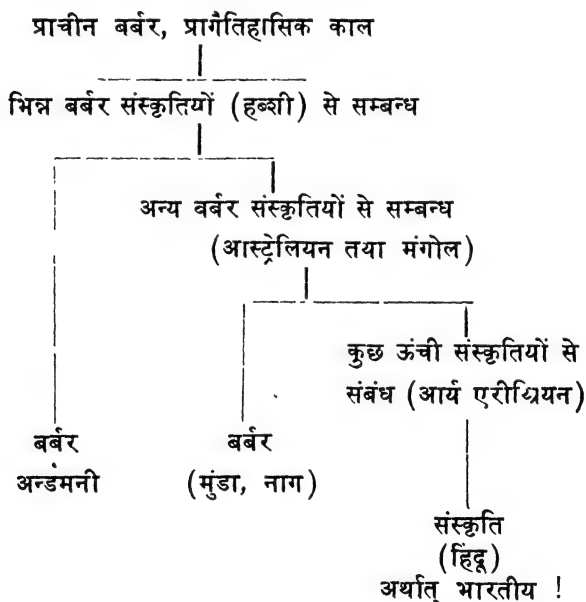 प्राचीन बर्बर, प्रागैतिहासिक काल
भिन्न बर्बर संस्कृतियों (हब्शी) से सम्बन्ध
अन्य वर्बर संस्कृतियों से सम्बन्ध
(आस्ट्रेलियन तथा मंगोल)
कुछ ऊंची संस्कृतियों से
संबंध (आर्य एरीथ्रियन)
बर्बर
अन्डमनी
बर्बर
(मुंडा, नाग)
संस्कृति
(हिंदू)
अर्थात् भारतीय !